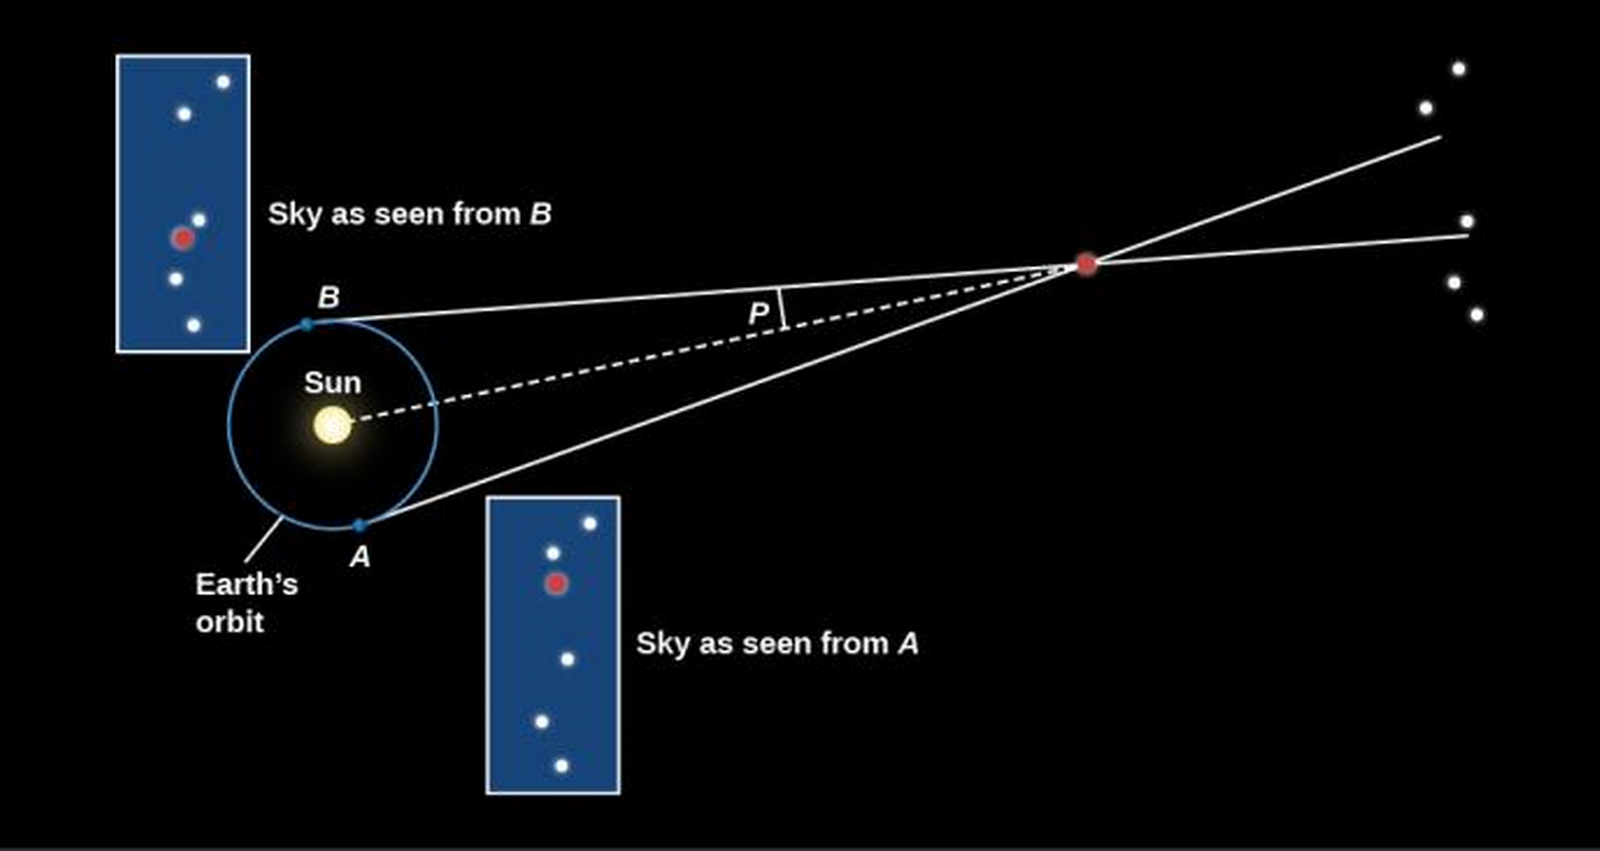 Sky as seen from B
B
P
Sun
A
Earth's
orbit
Sky as seen from A